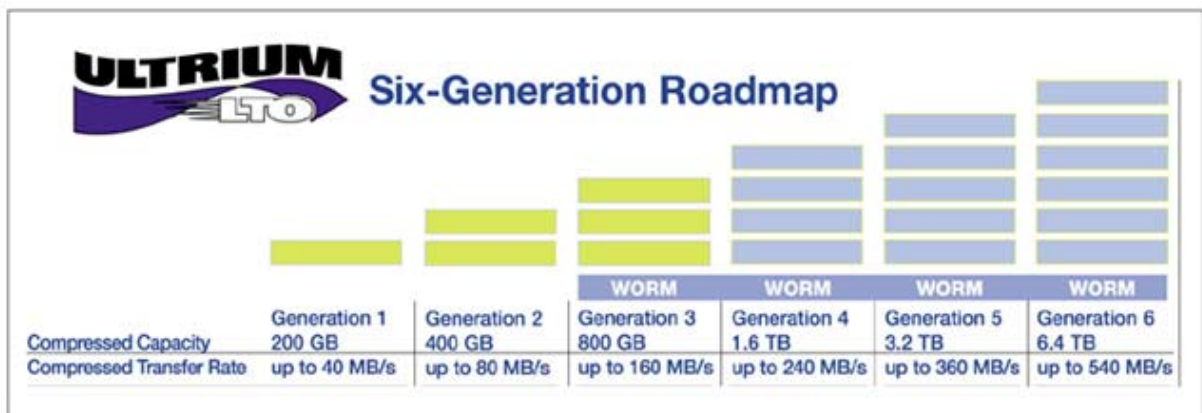 ULTRIUM
LTO
Six-Generation Roadmap
WORM WORM WORM WORM
Generation 1 Generation 2 Generation 3 Generation 4 Generation 5 Generation 6
Compressed Capacity 200 GB 400 GB 800 GB 1.6 TB 3.2 TB 6.4 TB
Compressed Transfer Rate up to 40 MB/s up to 80 MB/s up to 160 MB/s up to 240 MB/s up to 360 MB/s up to 540 MB/s